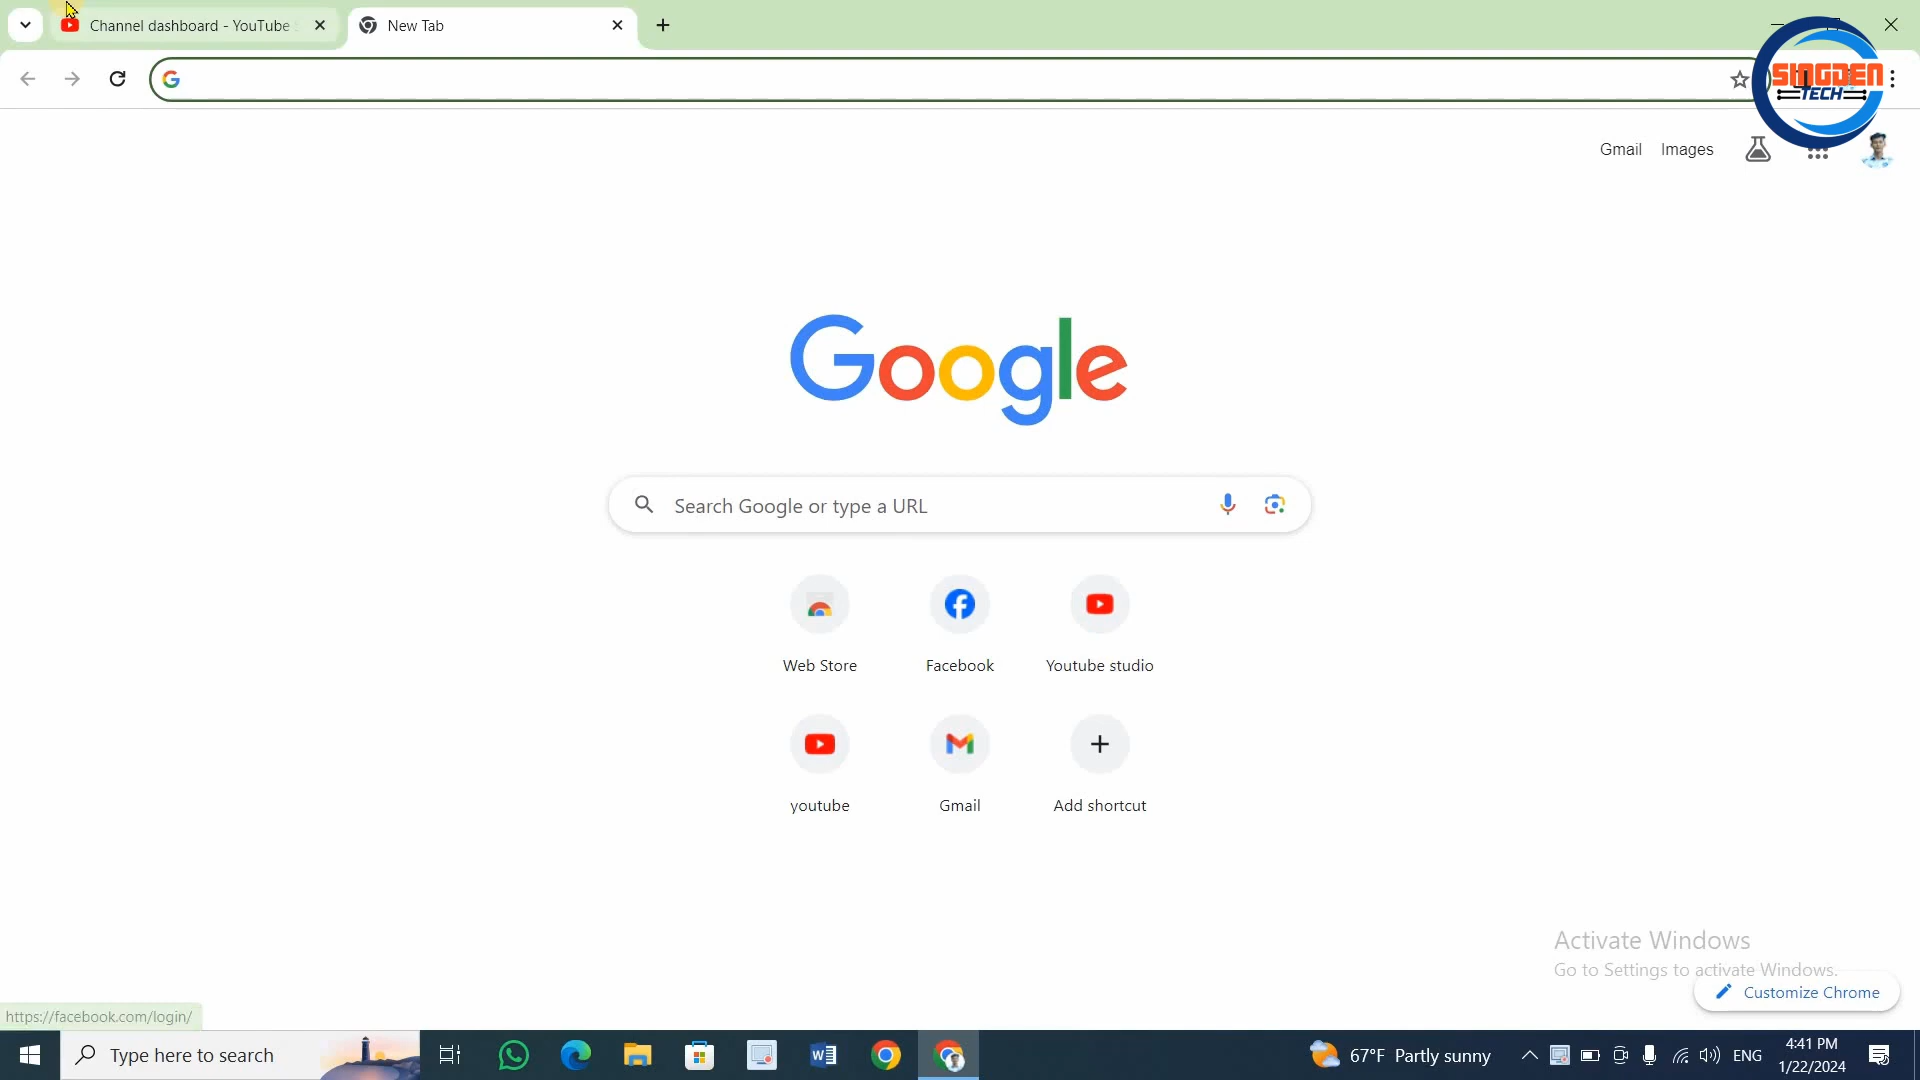 Channel dashboard - YouTube
New Tab
SINGDEN
TECH
Gmail
Images
Google
Search Google or type a URL
Web Store
Facebook
Youtube studio
youtube
Gmail
Add shortcut
Activate Windows
Go to Settings to activate Windows.
Customize Chrome
https://facebook.com/login/
Type here to search
67°F Partly sunny
ENG
4:41 PM
1/22/2024